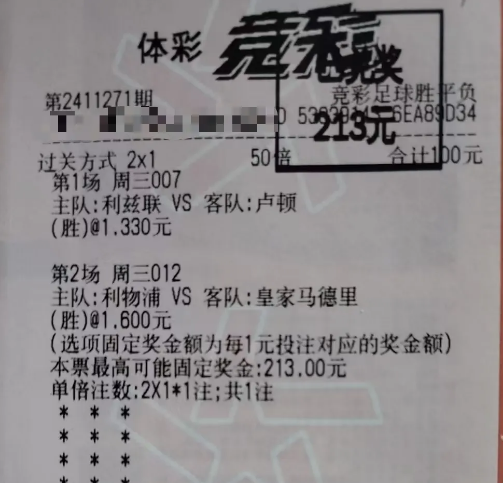 体彩 竞彩
已兑奖
213元
第2411271期 竞彩足球胜平负
6EA89D34
过关方式 2x1 50倍 合计100元
第1场 周三007
主队:利兹联 VS 客队:卢顿
(胜)@1.330元
第2场 周三012
主队:利物浦 VS 客队:皇家马德里
(胜)@1.600元
(选项固定奖金额为每1元投注对应的奖金额)
本票最高可能固定奖金:213.00元
单倍注数:2X1*1注;共1注
* * *
* * *
* * *
* * *